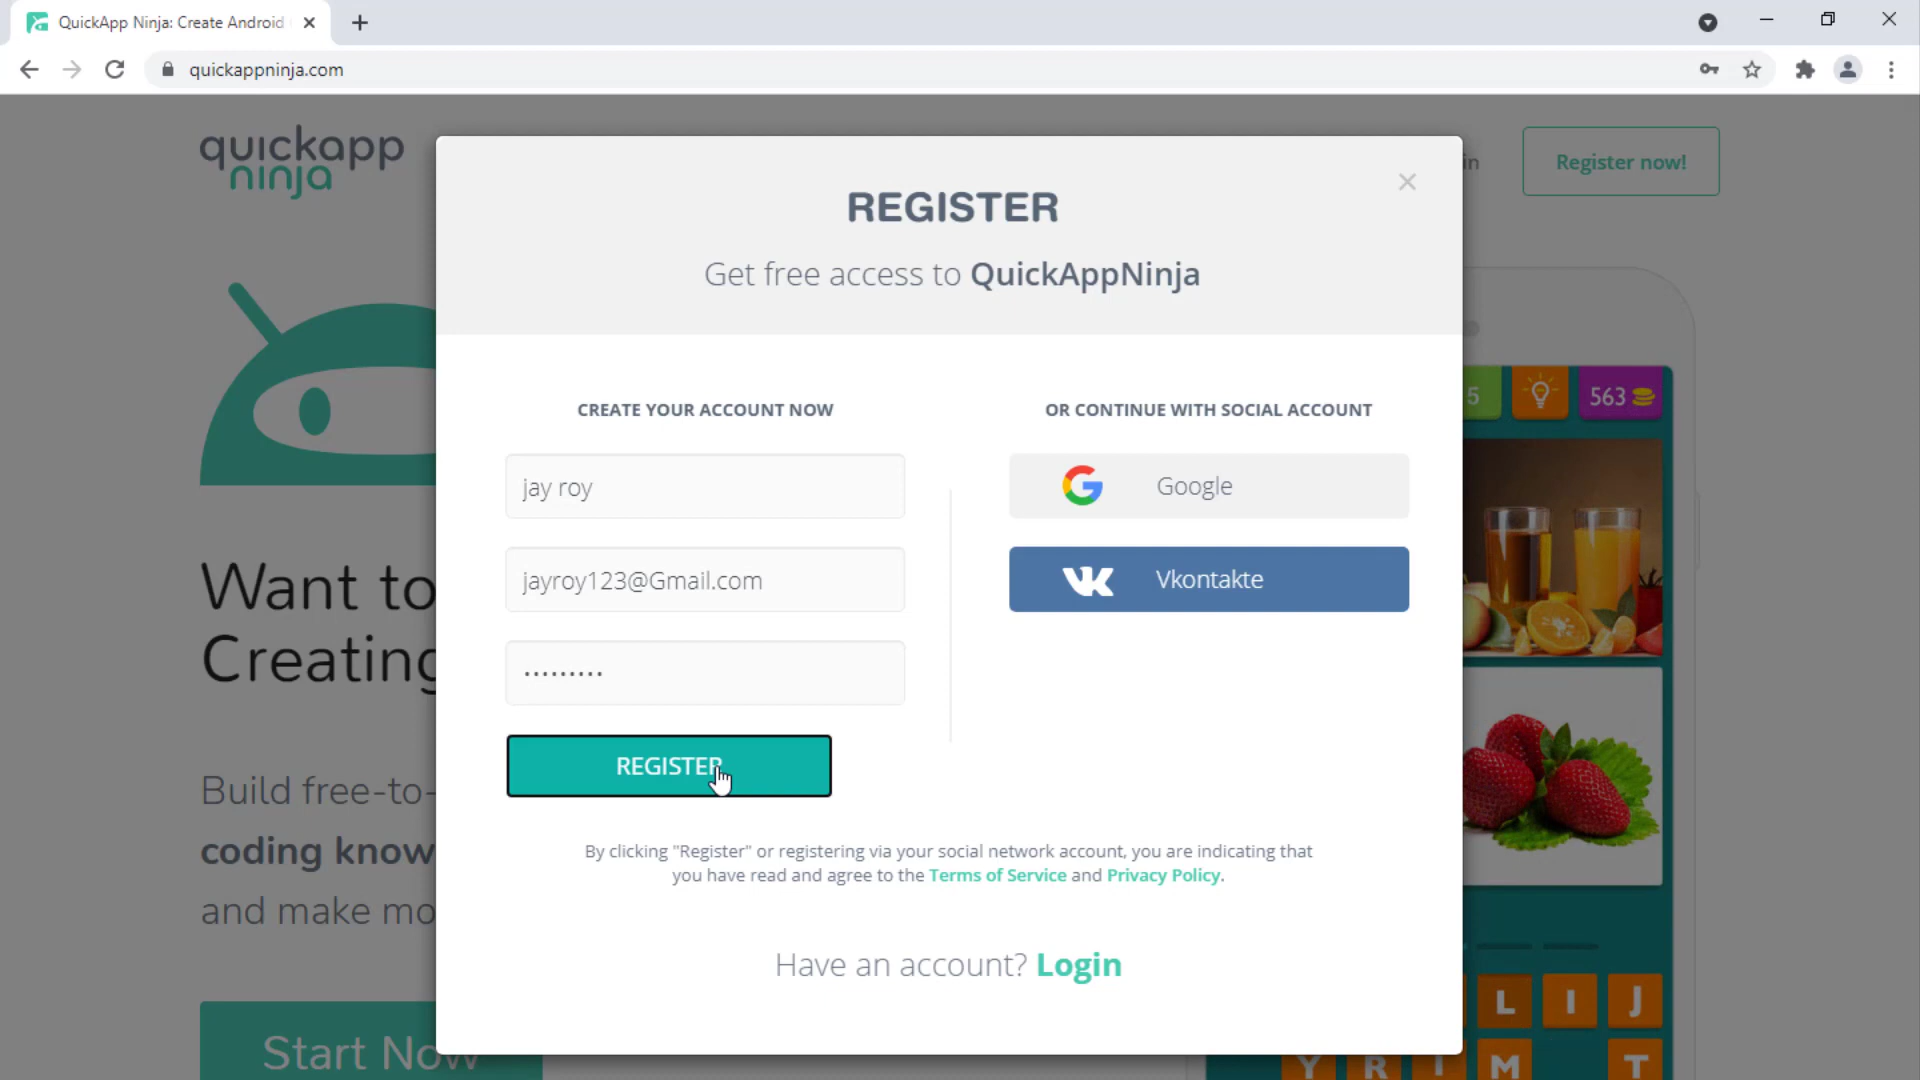 QuickApp Ninja: Create Android
quickappninja.com
quickapp
ninja
in
Register now!
REGISTER
Get free access to QuickAppNinja
CREATE YOUR ACCOUNT NOW
OR CONTINUE WITH SOCIAL ACCOUNT
jay roy
Google
jayroy123@Gmail.com
Vkontakte
REGISTER
By clicking "Register" or registering via your social network account, you are indicating that
you have read and agree to the Terms of Service and Privacy Policy.
Have an account? Login
Want to
Creating
Build free-to-
coding know
and make mo
Start Now
5
563
L I J
Y R I M T